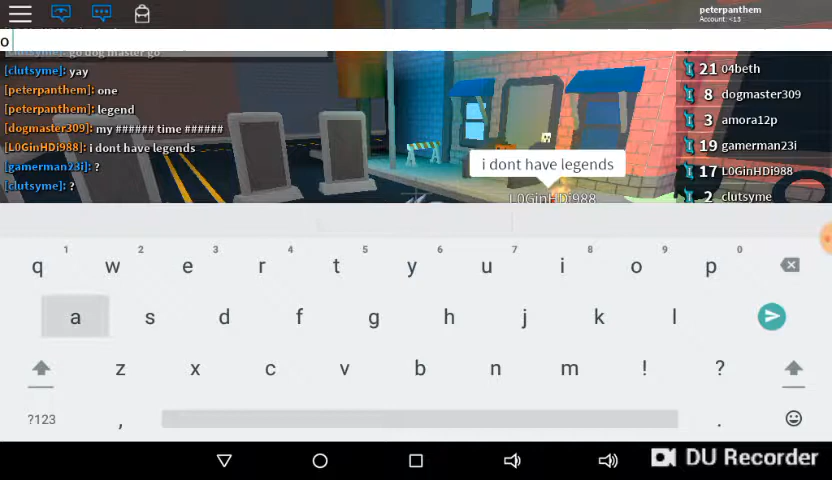 peterpanthem
Account: <13
o
[clutsyme]: go dog master go
[clutsyme]: yay
[peterpanthem]: one
[peterpanthem]: legend
[dogmaster309]: my ###### time ######
[L0GinHDi988]: i dont have legends
[gamerman23i]: ?
[clutsyme]: ?
i dont have legends
L0GinHDi988
21 04beth
8 dogmaster309
3 amora12p
19 gamerman23i
17 L0GinHDi988
2 clutsyme
1 2 3 4 5 6 7 8 9 0
q w e r t y u i o p
a s d f g h j k l
z x c v b n m ! ?
?123 , .
DU Recorder